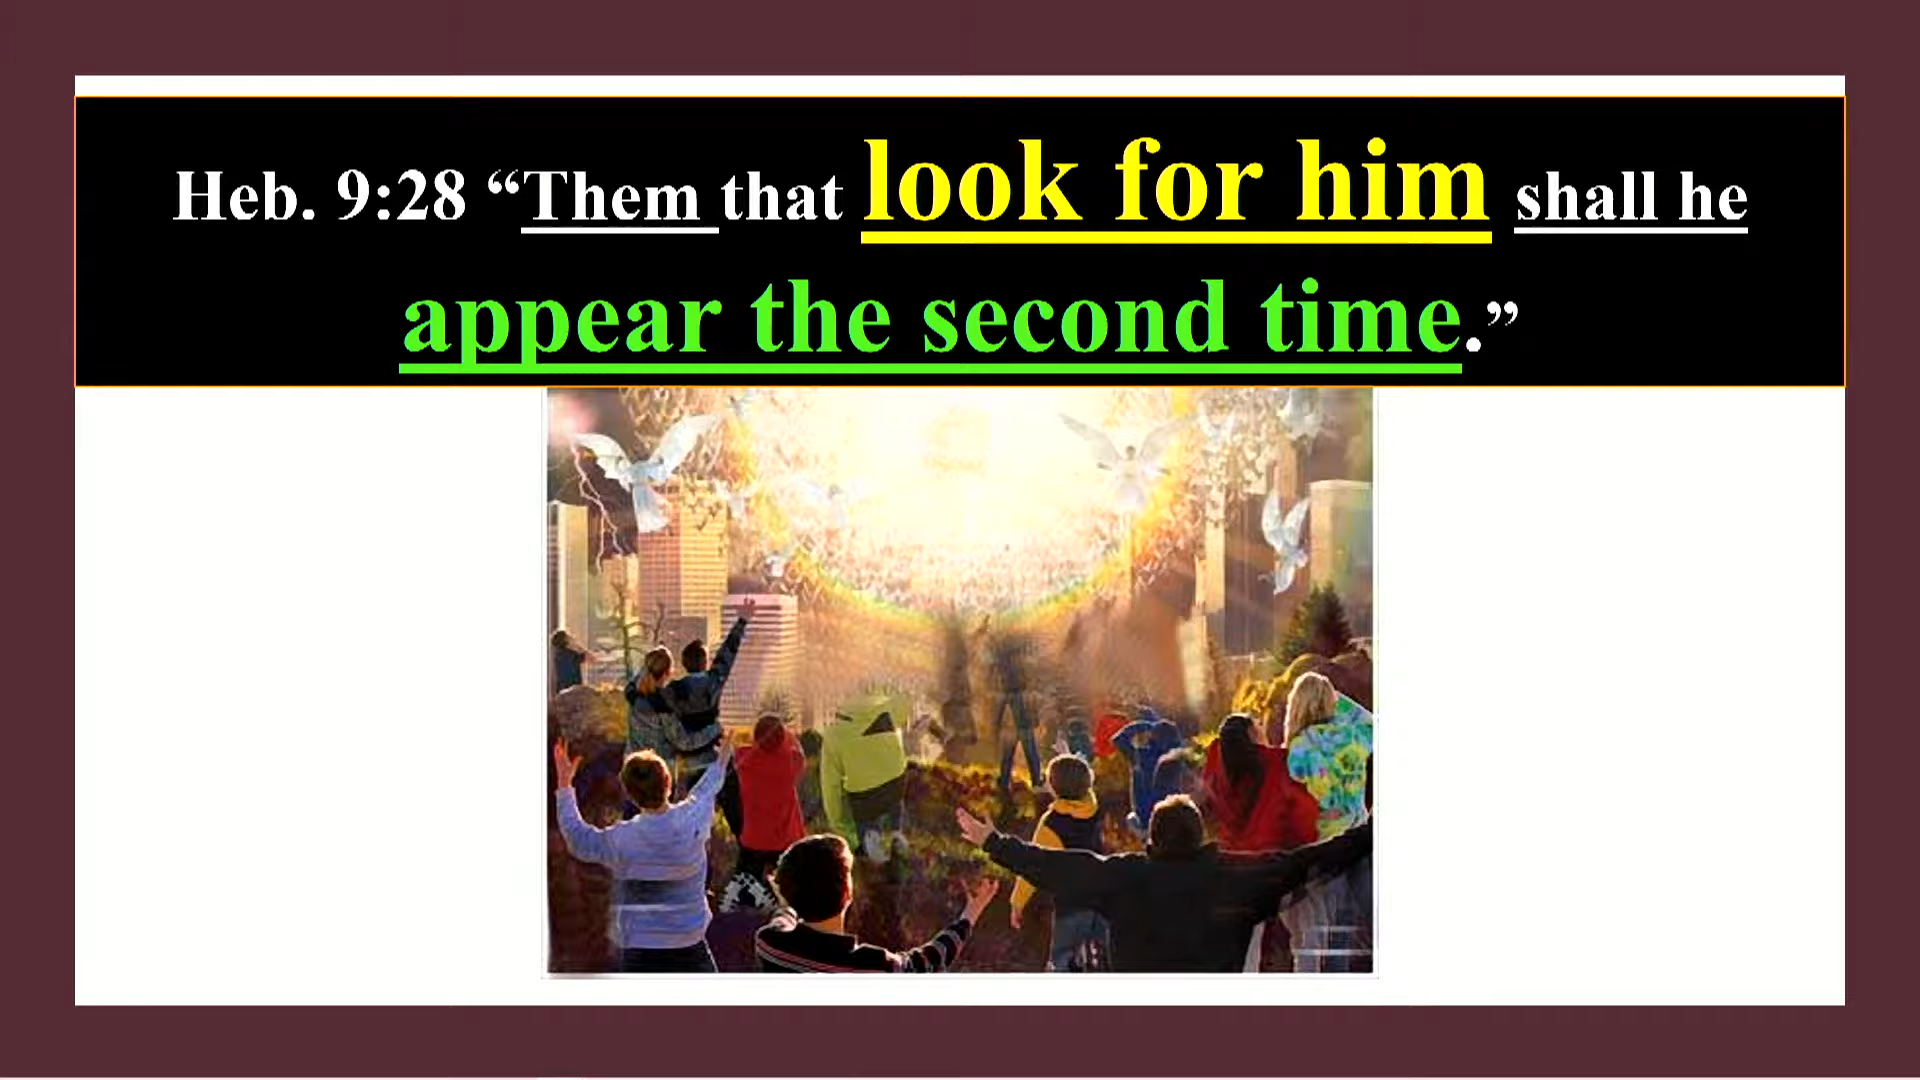 Heb. 9:28 “Them that look for him shall he
appear the second time.”